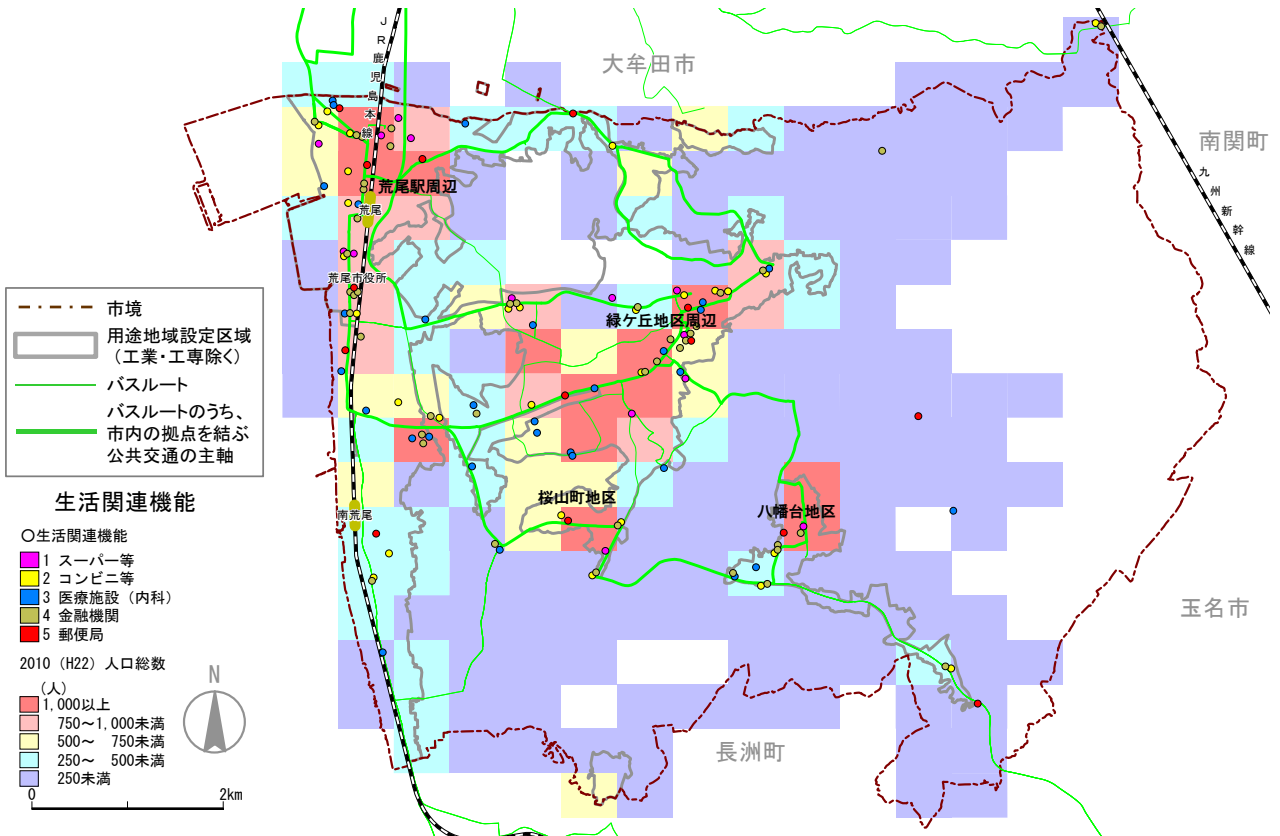 JR鹿児島本線
大牟田市
南関町
九州新幹線
荒尾駅周辺
荒尾
荒尾市役所
緑ケ丘地区周辺
市境
用途地域設定区域
(工業・工専除く)
バスルート
バスルートのうち、
市内の拠点を結ぶ
公共交通の主軸
桜山町地区
八幡台地区
南荒尾
玉名市
長洲町
生活関連機能
○生活関連機能
1 スーパー等
2 コンビニ等
3 医療施設(内科)
4 金融機関
5 郵便局
2010(H22)人口総数
(人)
1,000以上
750~1,000未満
500~ 750未満
250~ 500未満
250未満
N
0 2km